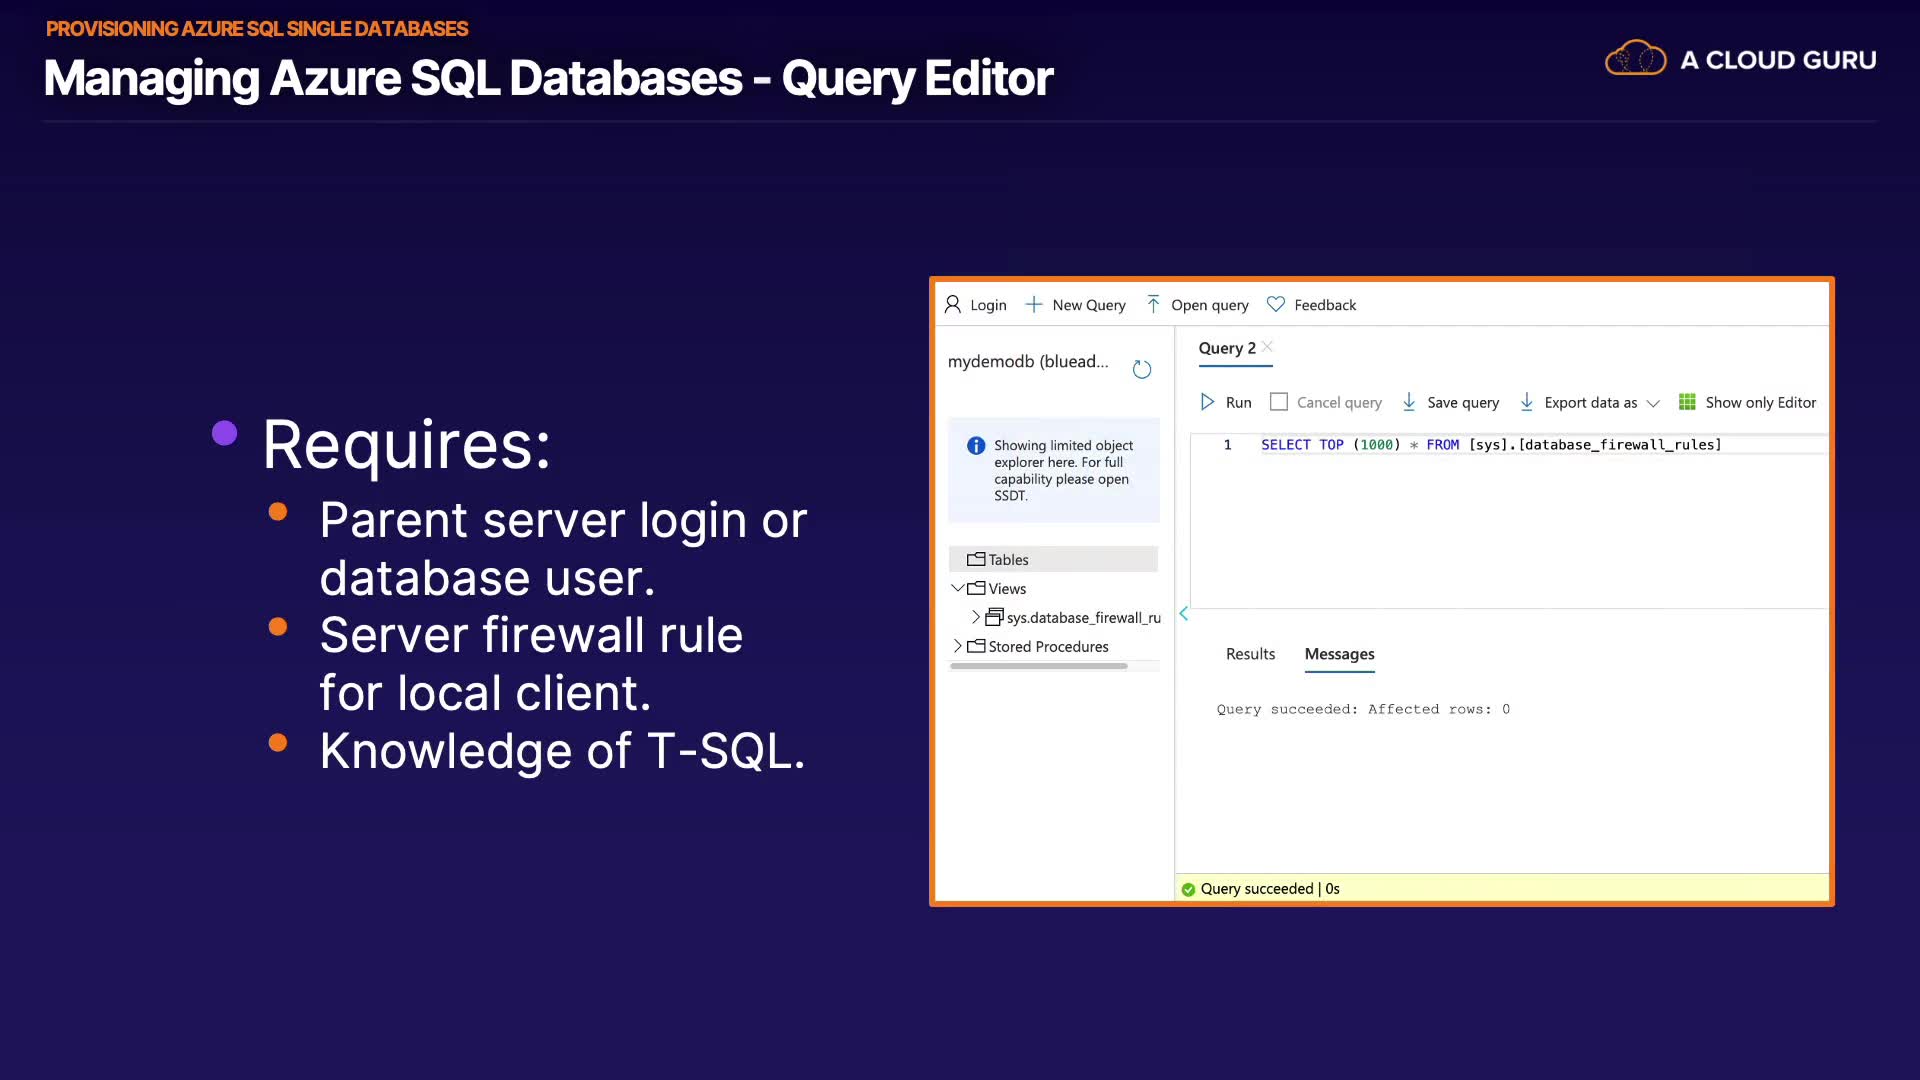 PROVISIONING AZURE SQL SINGLE DATABASES
Managing Azure SQL Databases - Query Editor
A CLOUD GURU
Requires:
Parent server login or
database user.
Server firewall rule
for local client.
Knowledge of T-SQL.
Login New Query Open query Feedback
mydemodb (bluead...
Showing limited object
explorer here. For full
capability please open
SSDT.
Tables
Views
sys.database_firewall_ru
Stored Procedures
Query 2
Run Cancel query Save query Export data as Show only Editor
1 SELECT TOP (1000) * FROM [sys].[database_firewall_rules]
Results Messages
Query succeeded: Affected rows: 0
Query succeeded | 0s